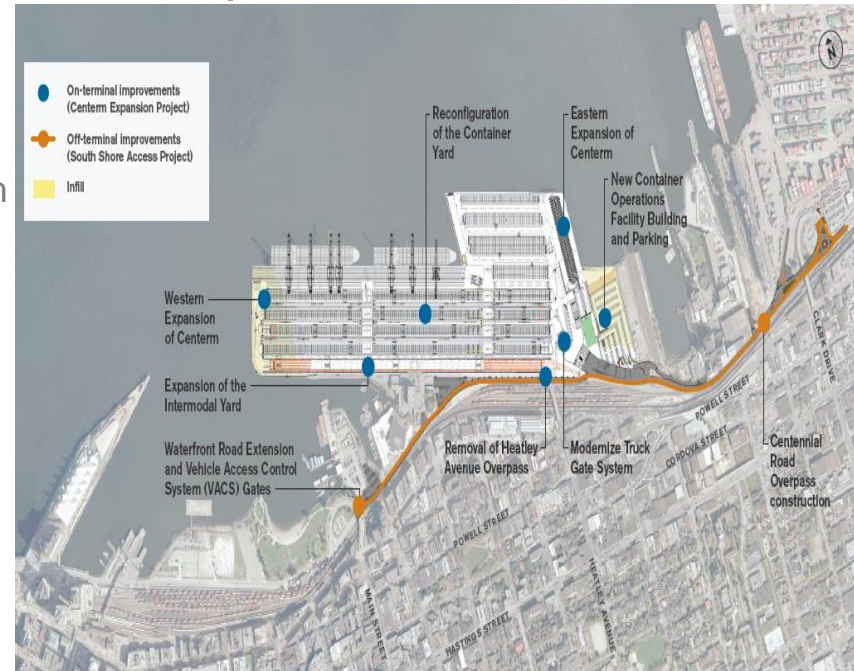 On-terminal improvements
(Centerm Expansion Project)
Off-terminal improvements
(South Shore Access Project)
Infill
n
N
Reconfiguration
of the Container
Yard
Eastern
Expansion of
Centerm
New Container
Operations
Facility Building
and Parking
Western
Expansion
of Centerm
Expansion of the
Intermodal Yard
Waterfront Road Extension
and Vehicle Access Control
System (VACS) Gates
Removal of Heatley
Avenue Overpass
Modernize Truck
Gate System
Centennial
Road
Overpass
construction
CLARK DRIVE
POWELL STREET
CORDOVA STREET
POWELL STREET
HEATLEY AVENUE
MAIN STREET
HASTINGS STREET